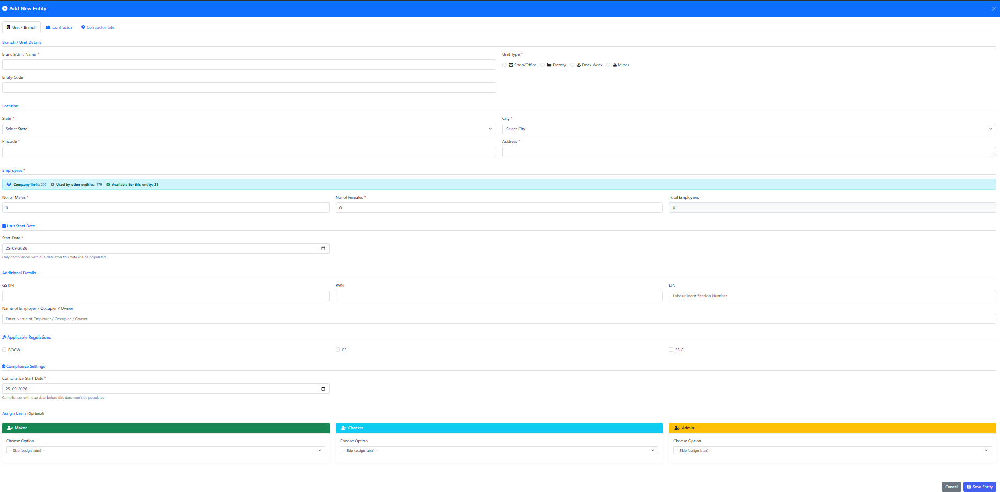 Add New Entity
Unit / Branch Contractor Contractor Site
Branch / Unit Details
Branch/Unit Name * Unit Type *
Shop/Office Factory Dock Work Mines
Entity Code
Location
State * City *
Select State Select City
Pincode * Address *
Employees *
Company limit: 200 Used by other entities: 179 Available for this entity: 21
No. of Males * No. of Females * Total Employees
0 0 0
Unit Start Date
Start Date *
25-09-2026
Only compliances with due date after this date will be populated
Additional Details
GSTIN PAN LIN
Labour Identification Number
Name of Employer / Occupier / Owner
Enter Name of Employer / Occupier / Owner
Applicable Regulations
BOCW PF ESIC
Compliance Settings
Compliance Start Date *
25-09-2026
Compliances with due date before this date won't be populated
Assign Users (Optional)
Maker Checker Admin
Choose Option Choose Option Choose Option
-- Skip (assign later) -- -- Skip (assign later) -- -- Skip (assign later) --
Cancel Save Entity